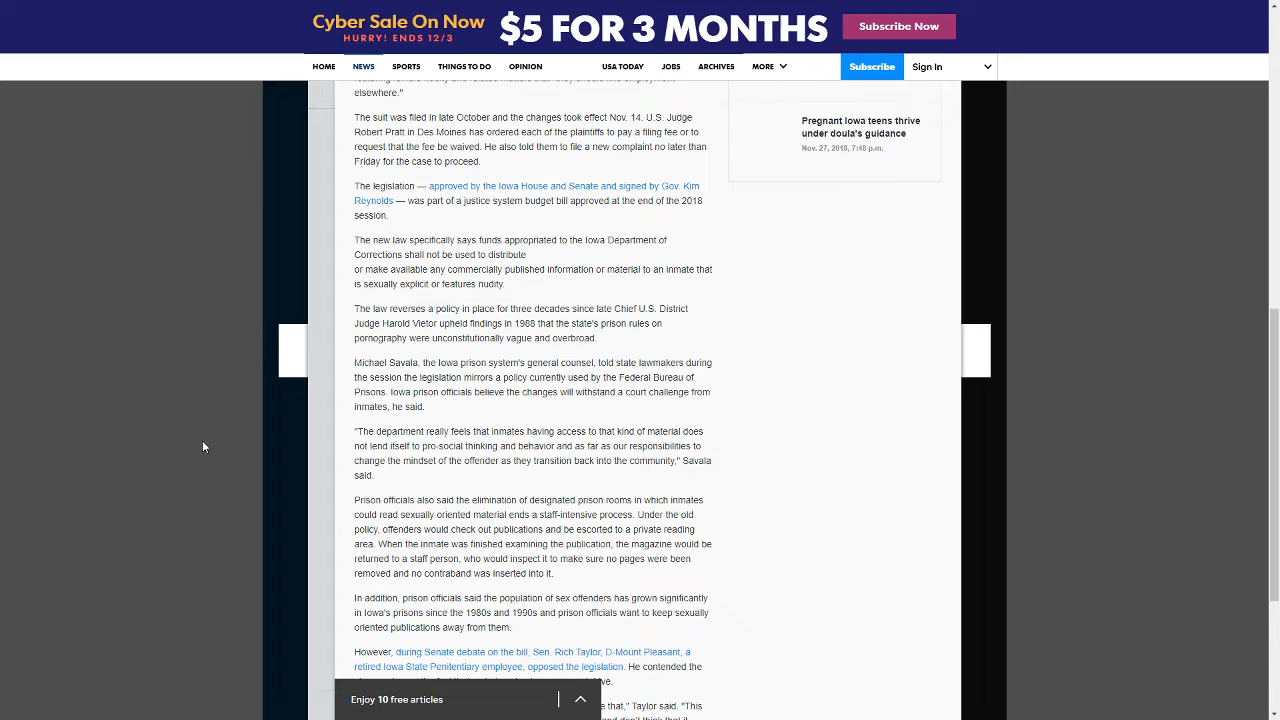 Cyber Sale On Now
HURRY! ENDS 12/3
$5 FOR 3 MONTHS
Subscribe Now
HOME NEWS SPORTS THINGS TO DO OPINION USA TODAY JOBS ARCHIVES MORE Subscribe Sign In
elsewhere."
The suit was filed in late October and the changes took effect Nov. 14. U.S. Judge
Robert Pratt in Des Moines has ordered each of the plaintiffs to pay a filing fee or to
request that the fee be waived. He also told them to file a new complaint no later than
Friday for the case to proceed.
The legislation — approved by the Iowa House and Senate and signed by Gov. Kim
Reynolds — was part of a justice system budget bill approved at the end of the 2018
session.
The new law specifically says funds appropriated to the Iowa Department of
Corrections shall not be used to distribute
or make available any commercially published information or material to an inmate that
is sexually explicit or features nudity.
The law reverses a policy in place for three decades since late Chief U.S. District
Judge Harold Vietor upheld findings in 1988 that the state's prison rules on
pornography were unconstitutionally vague and overbroad.
Michael Savala, the Iowa prison system's general counsel, told state lawmakers during
the session the legislation mirrors a policy currently used by the Federal Bureau of
Prisons. Iowa prison officials believe the changes will withstand a court challenge from
inmates, he said.
"The department really feels that inmates having access to that kind of material does
not lend itself to pro-social thinking and behavior and as far as our responsibilities to
change the mindset of the offender as they transition back into the community," Savala
said.
Prison officials also said the elimination of designated prison rooms in which inmates
could read sexually oriented material ends a staff-intensive process. Under the old
policy, offenders would check out publications and be escorted to a private reading
area. When the inmate was finished examining the publication, the magazine would be
returned to a staff person, who would inspect it to make sure no pages were been
removed and no contraband was inserted into it.
In addition, prison officials said the population of sex offenders has grown significantly
in Iowa's prisons since the 1980s and 1990s and prison officials want to keep sexually
oriented publications away from them.
However, during Senate debate on the bill, Sen. Rich Taylor, D-Mount Pleasant, a
retired Iowa State Penitentiary employee, opposed the legislation. He contended the
that," Taylor said. "This
Pregnant Iowa teens thrive
under doula's guidance
Nov. 27, 2018, 7:48 p.m.
Enjoy 10 free articles